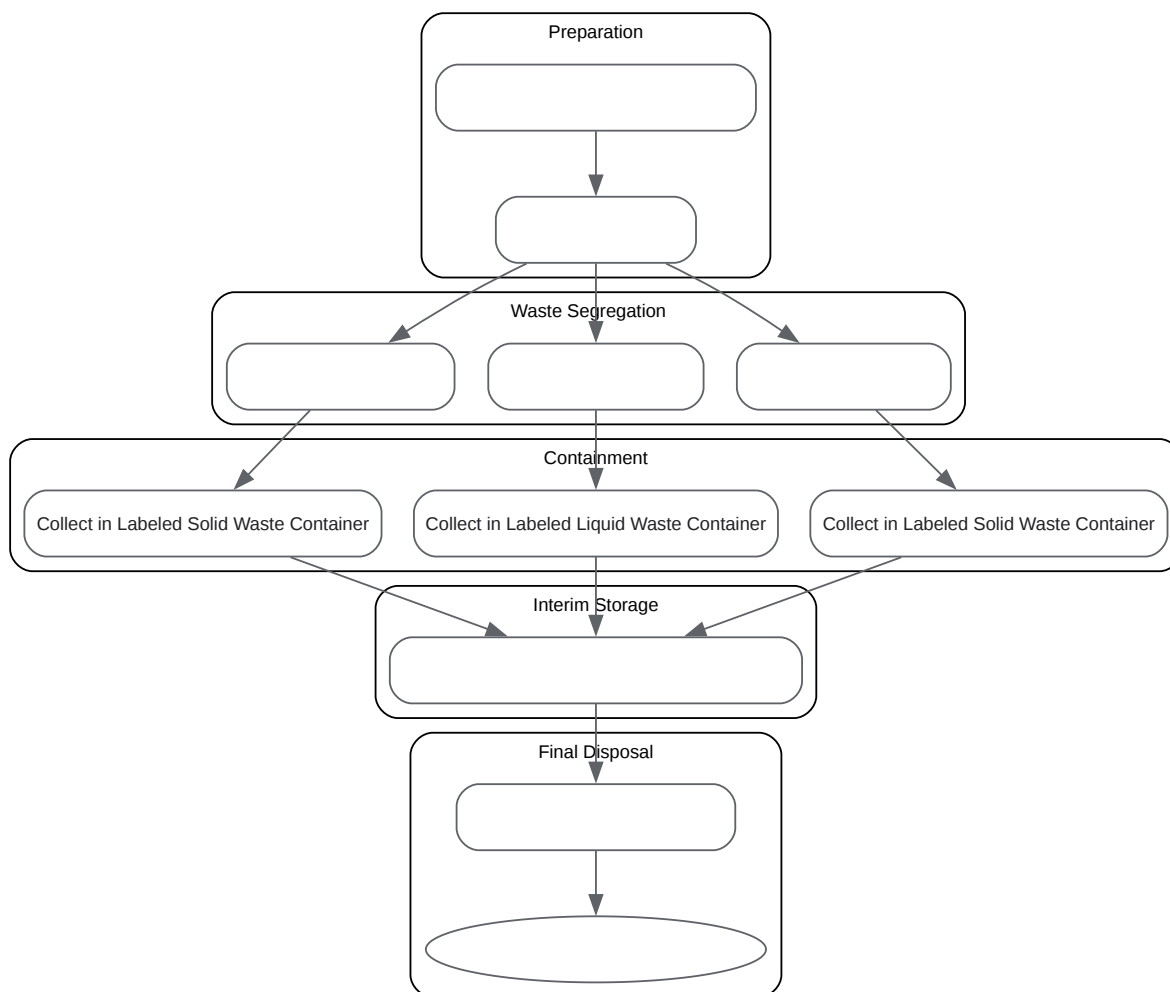 Preparation
Waste Segregation
Containment
Collect in Labeled Solid Waste Container
Collect in Labeled Liquid Waste Container
Collect in Labeled Solid Waste Container
Interim Storage
Final Disposal